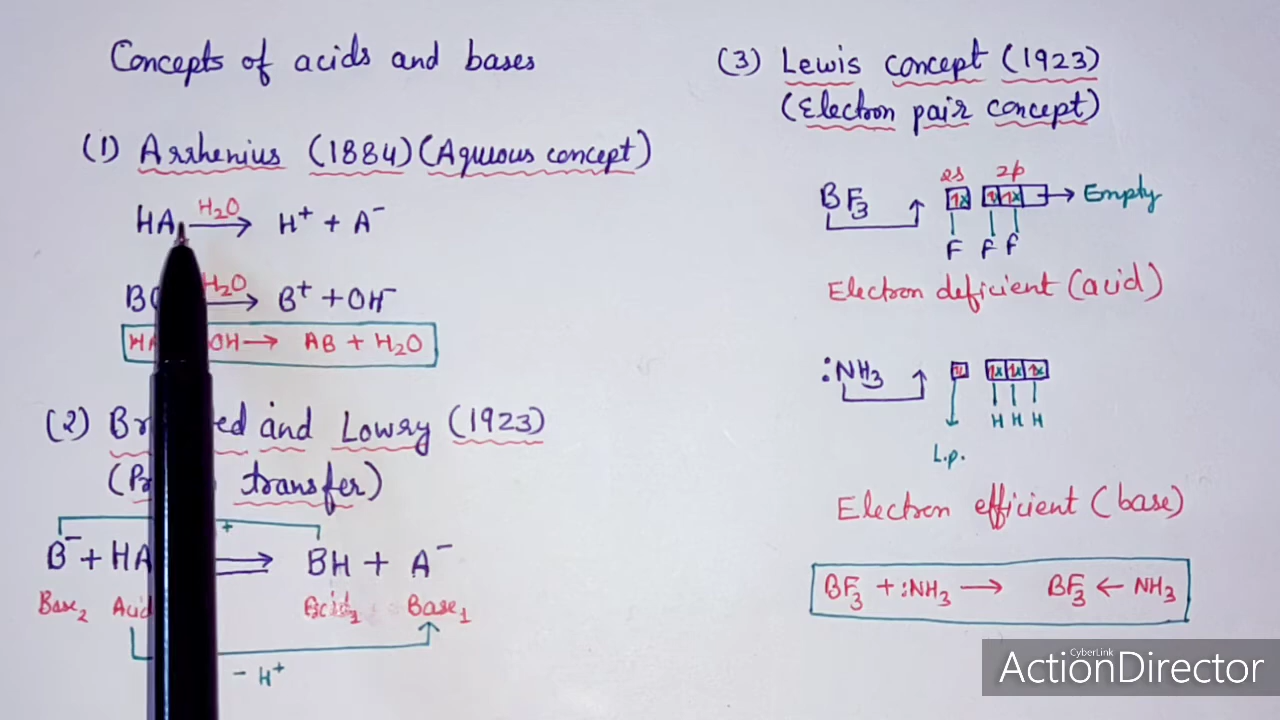 Concepts of acids and bases
(1) Arrhenius (1884) (Aqueous concept)
HA H₂O → H⁺ + A⁻
H₂O → B⁺ + OH⁻
OH → AB + H₂O
(2) and Lowry (1923)
transfer)
B⁻ + HA ⇌ BH + A⁻
Base₂ Base₁
- H⁺
(3) Lewis concept (1923)
(Electron pair concept)
2s 2p
BF₃ → Empty
F F F
Electron deficient (acid)
:NH₃
H H H
L.p.
Electron efficient (base)
BF₃ + :NH₃ → BF₃ ← NH₃
CyberLink
ActionDirector